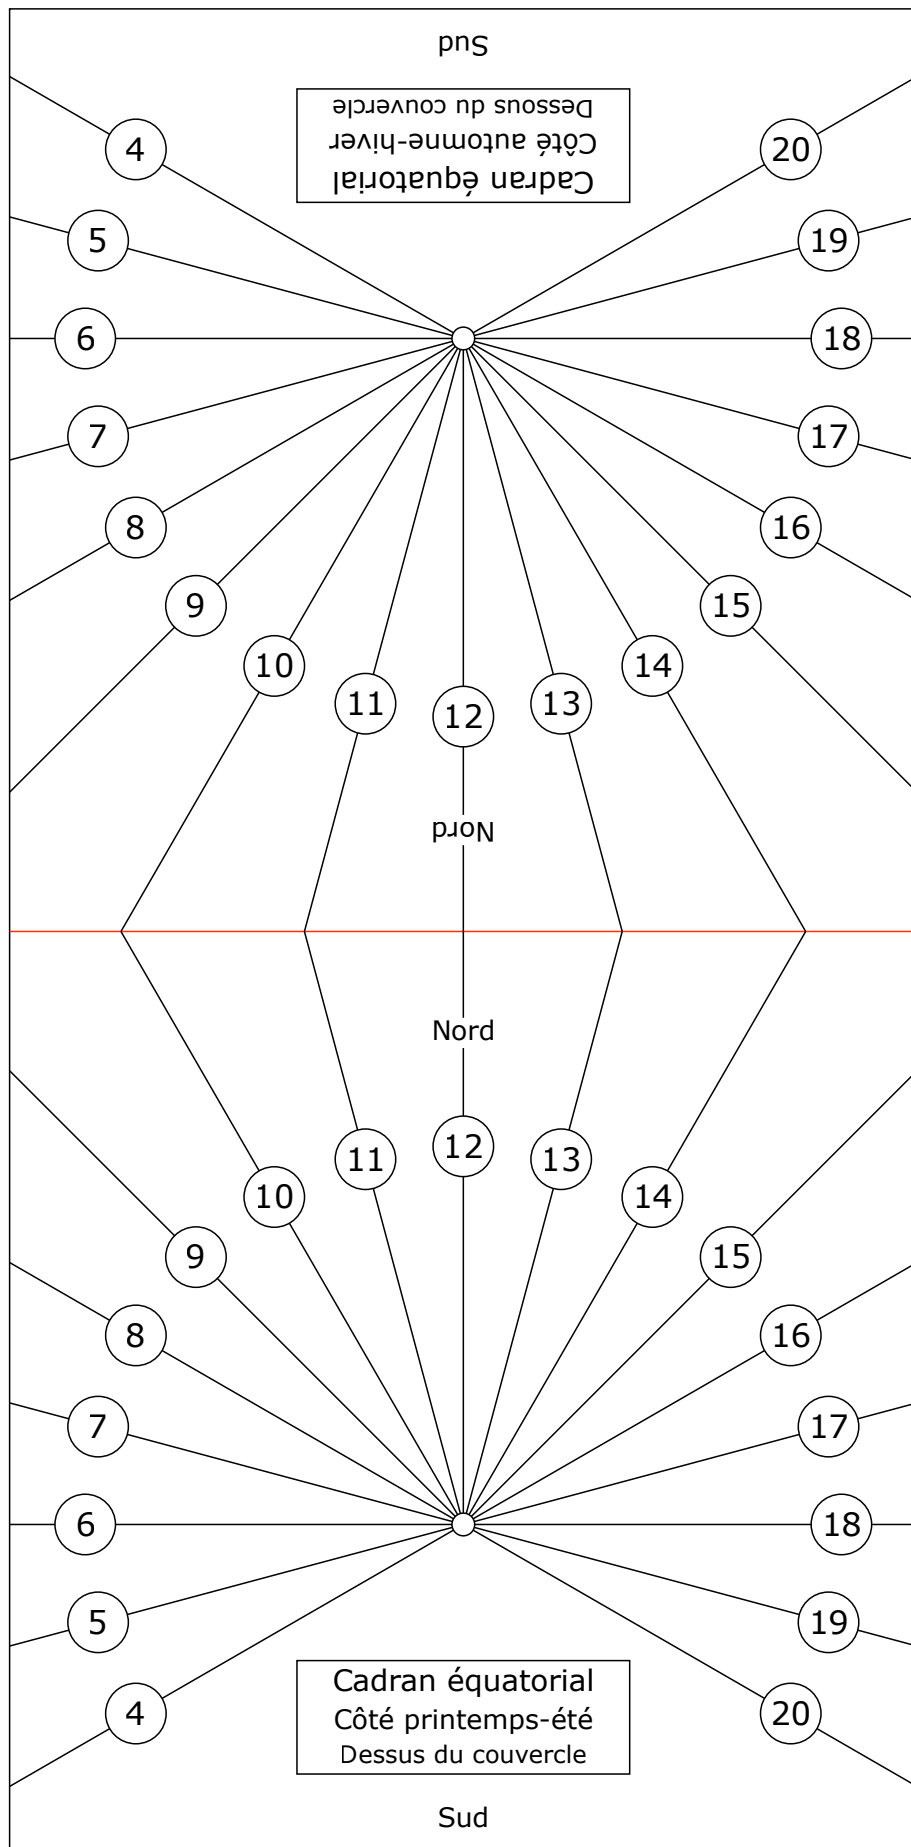 Sud
Dessous du couvercle
Côté automne-hiver
Cadran équatorial
4 20
5 19
6 18
7 17
8 16
9 15
10 14
11 13
12
Nord
Nord
12
11 13
10 14
9 15
8 16
7 17
6 18
5 19
4 20
Cadran équatorial
Côté printemps-été
Dessus du couvercle
Sud